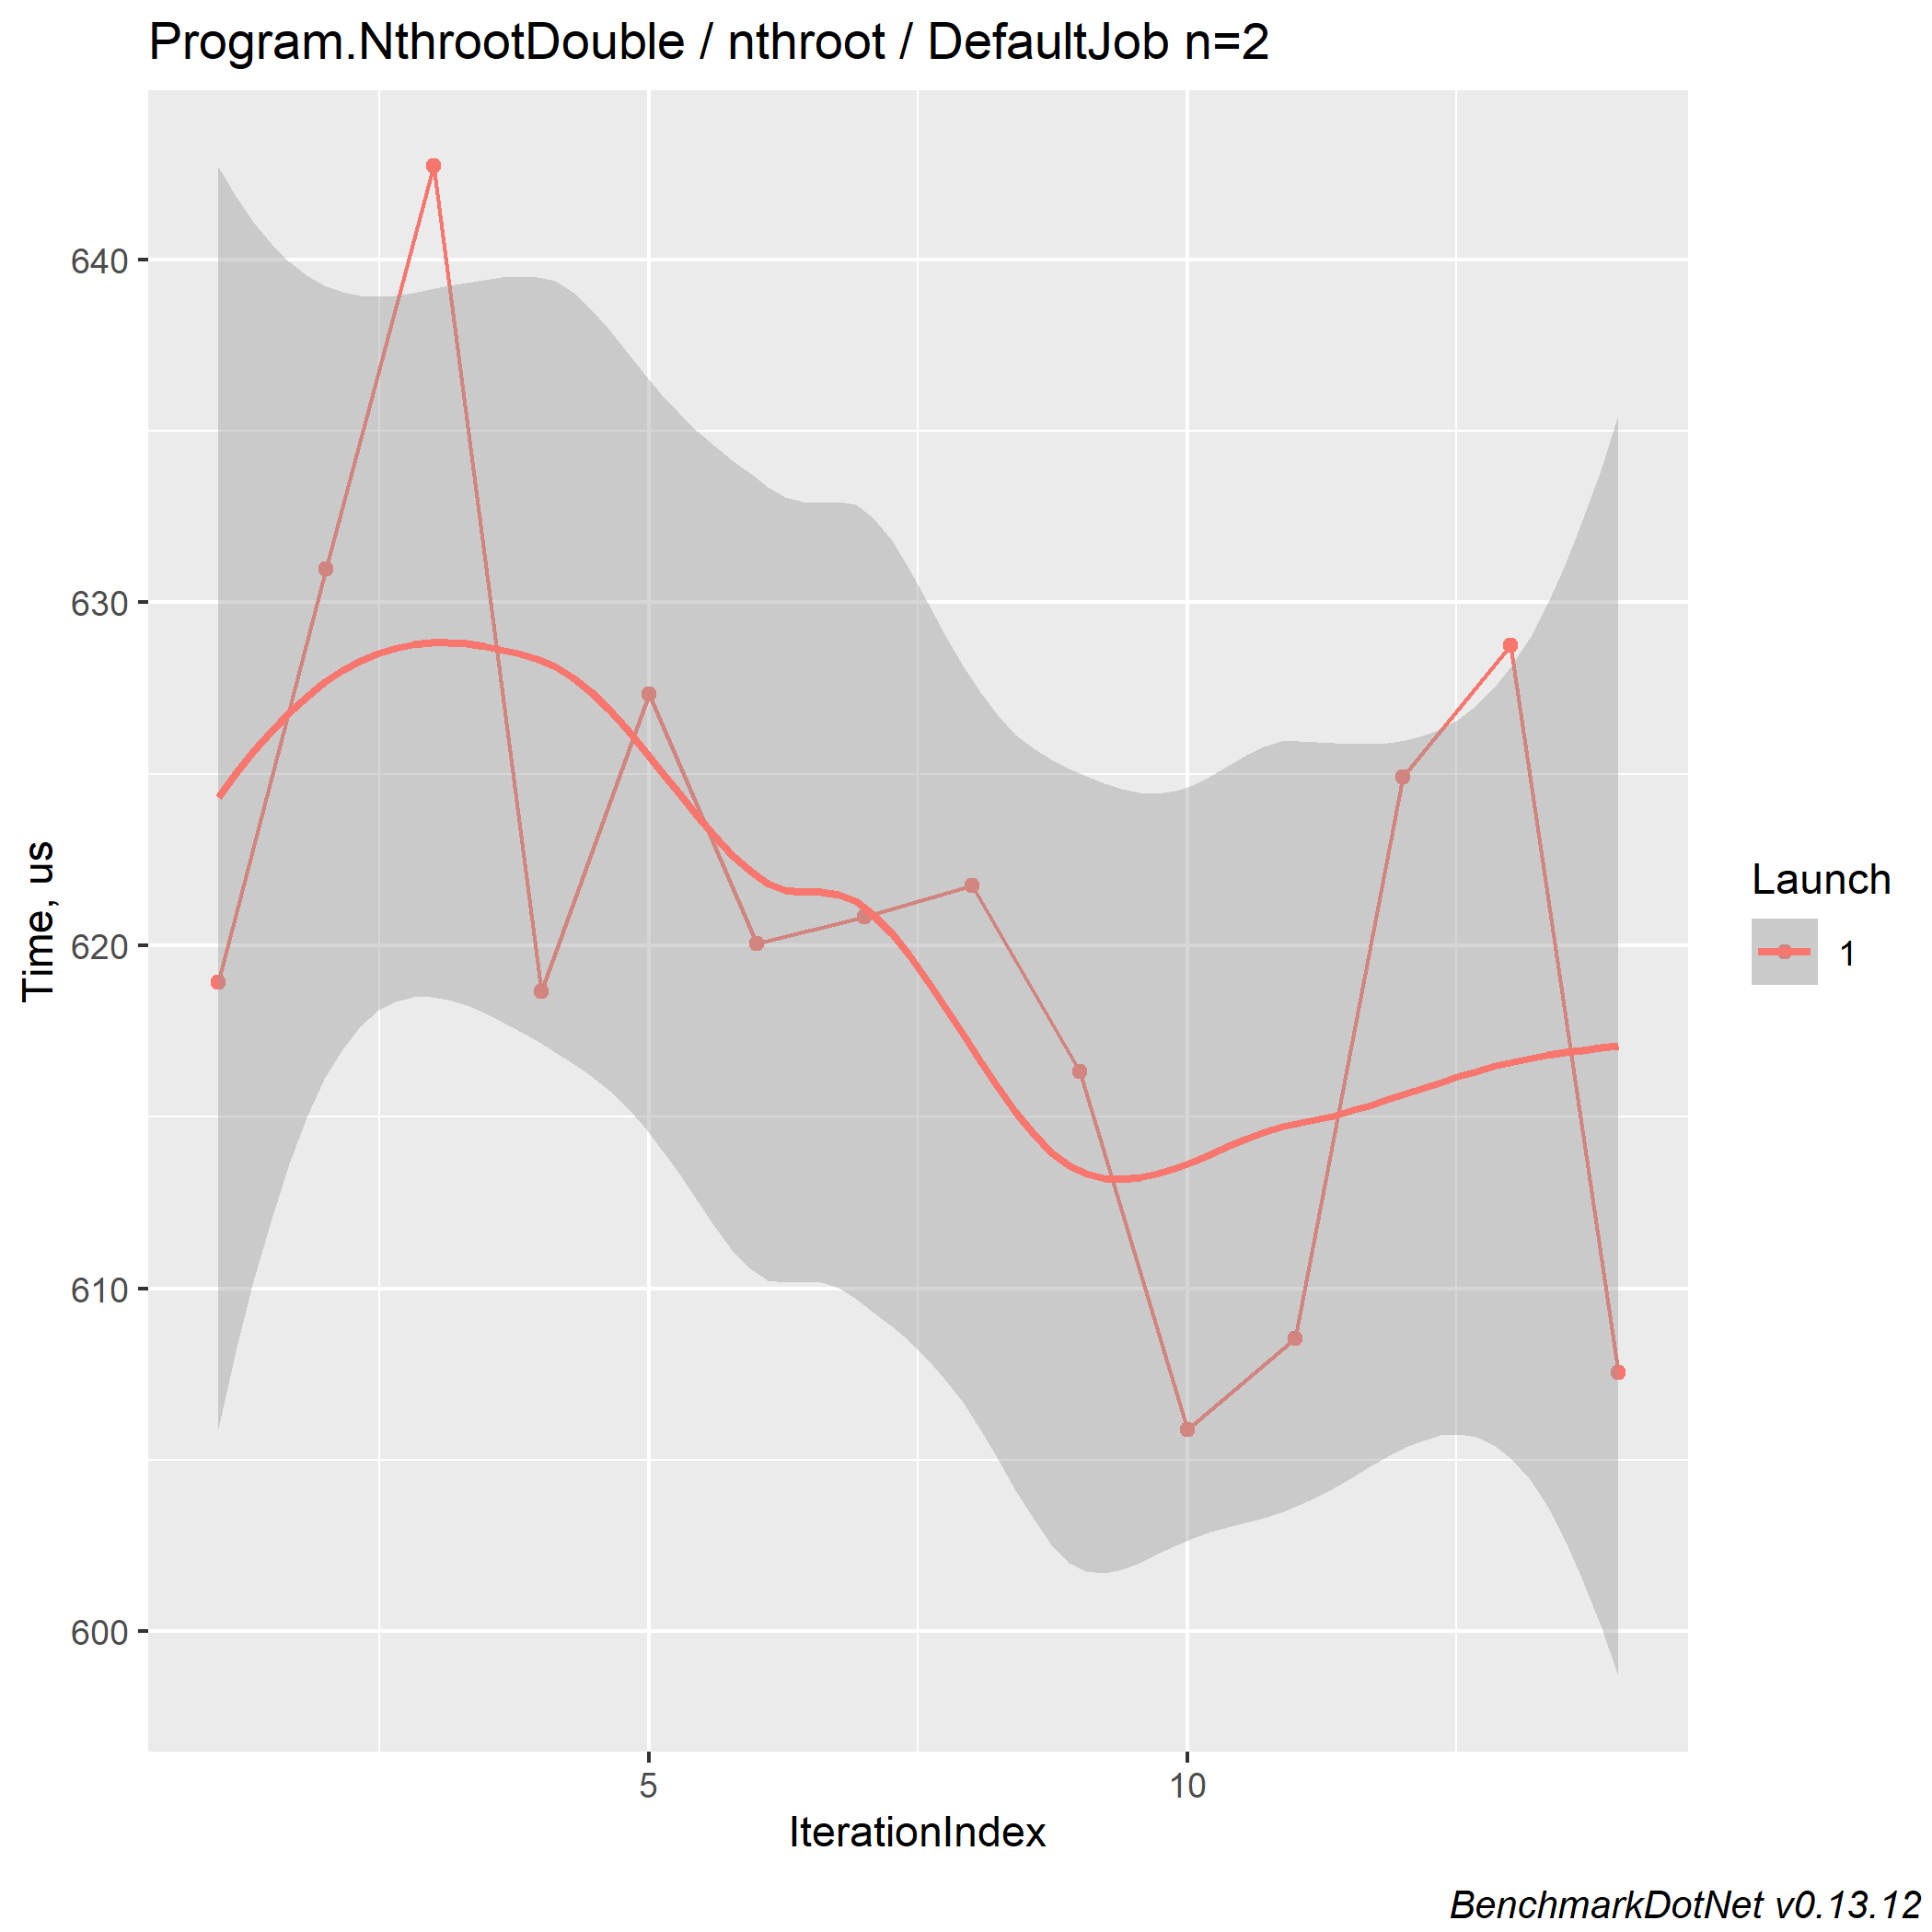 Program.NthrootDouble / nthroot / DefaultJob n=2
640
630
620
610
600
Time, us
5
10
IterationIndex
Launch
1
BenchmarkDotNet v0.13.12